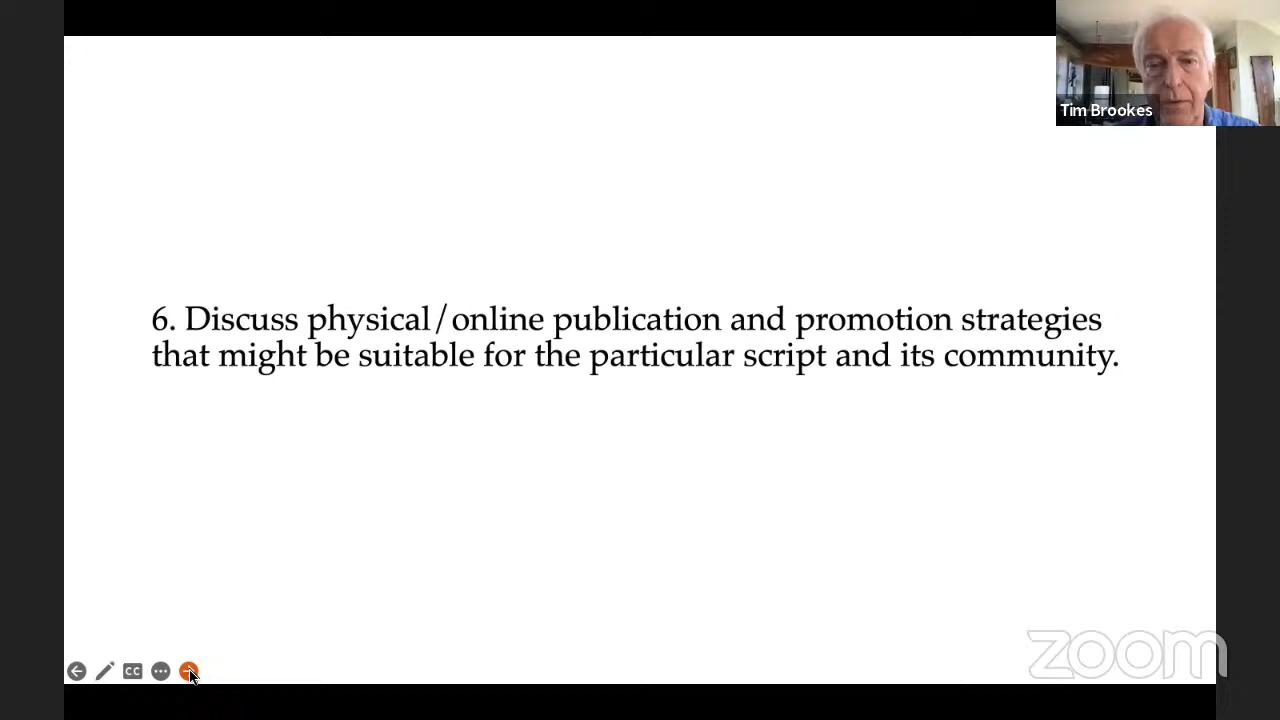 Tim Brookes
6. Discuss physical/online publication and promotion strategies
that might be suitable for the particular script and its community.
CC
zoom